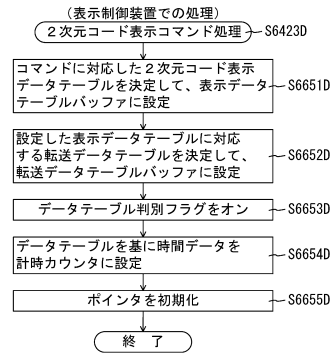 （表示制御装置での処理）
２次元コード表示コマンド処理
S6423D
コマンドに対応した２次元コード表示
データテーブルを決定して、表示データ
テーブルバッファに設定
S6651D
設定した表示データテーブルに対応
する転送データテーブルを決定して、
転送データテーブルバッファに設定
S6652D
データテーブル判別フラグをオン
S6653D
データテーブルを基に時間データを
計時カウンタに設定
S6654D
ポインタを初期化
S6655D
終 了